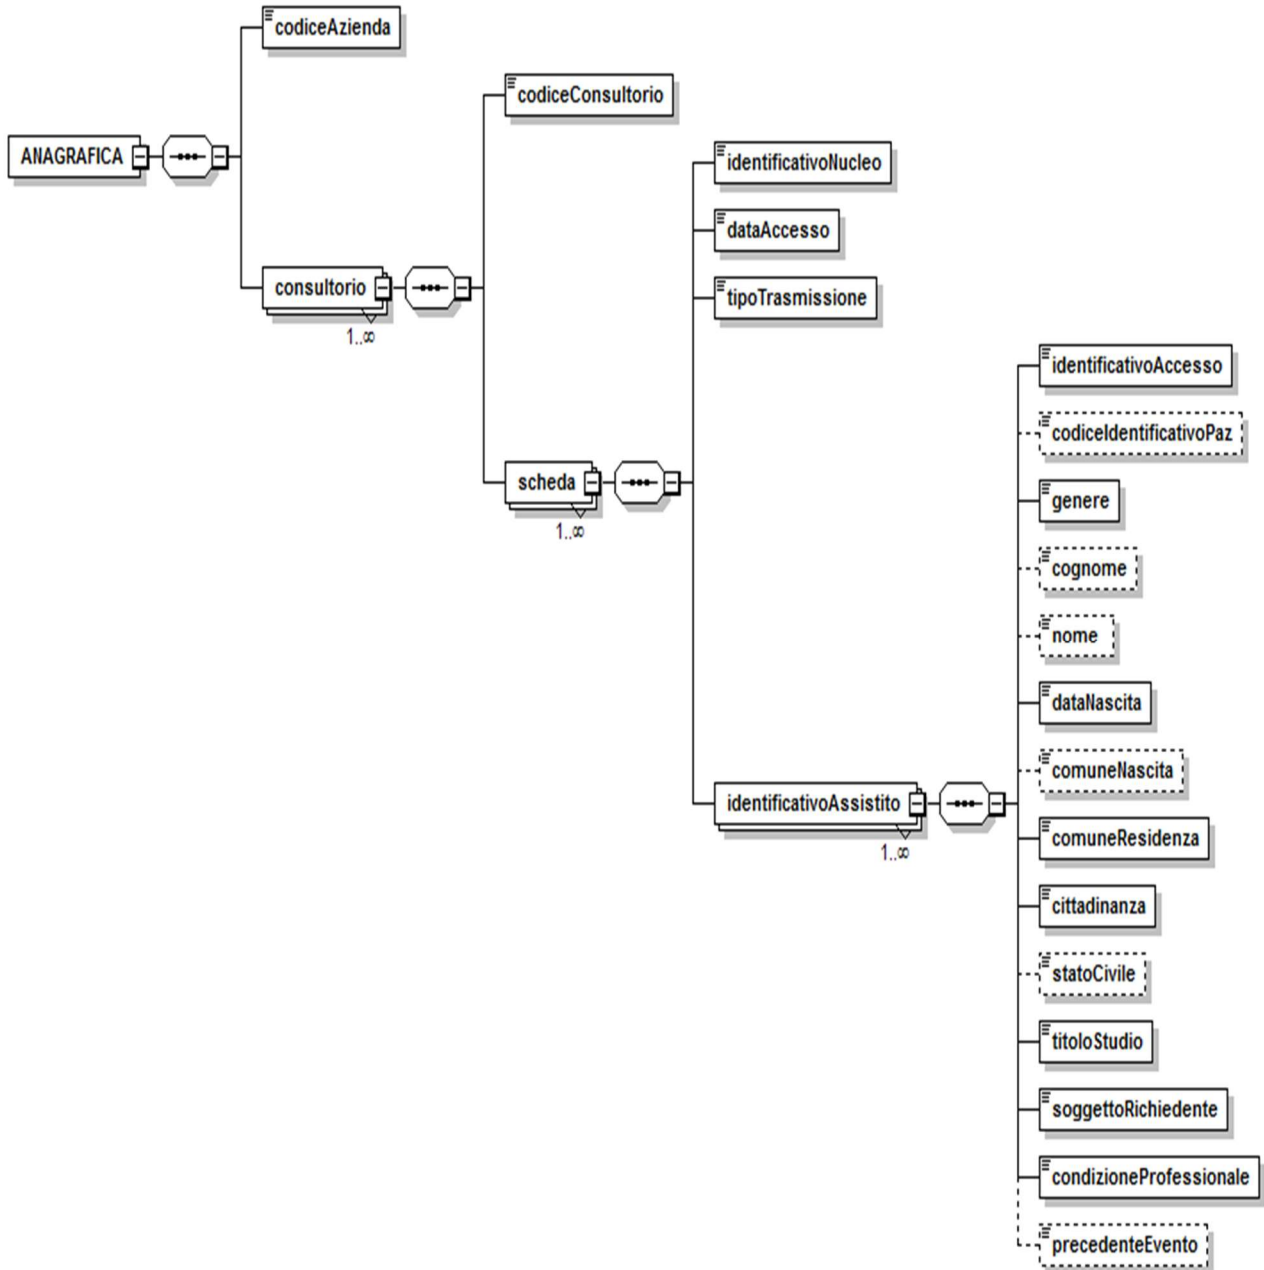 codiceAzienda
codiceConsultorio
ANAGRAFICA
identificativoNucleo
dataAccesso
consultorio
tipoTrasmissione
1..∞
identificativoAccesso
codiceIdentificativoPaz
scheda
genere
1..∞
cognome
nome
dataNascita
comuneNascita
identificativoAssistito
comuneResidenza
1..∞
cittadinanza
statoCivile
titoloStudio
soggettoRichiedente
condizioneProfessionale
precedenteEvento